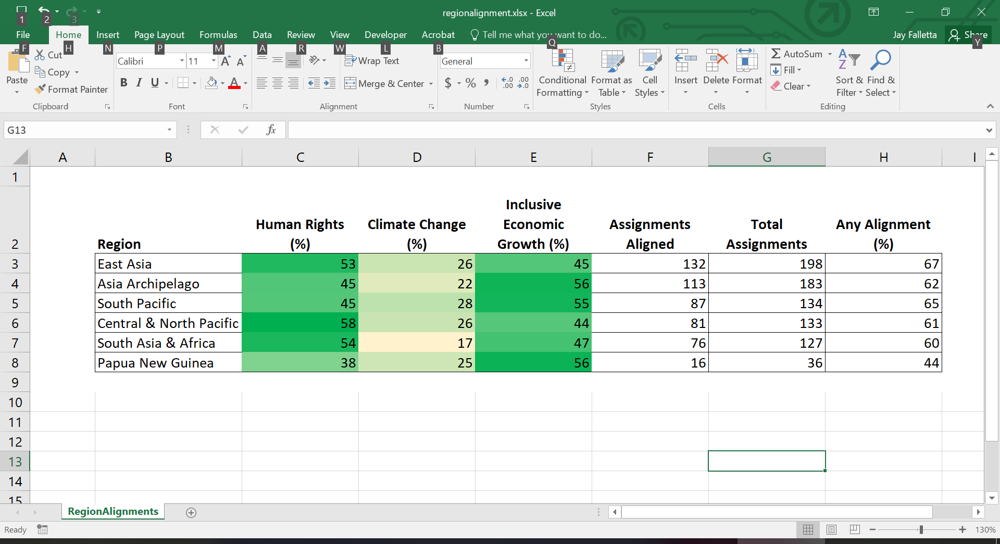 regionalignment.xlsx - Excel
1 2 3
File Home Insert Page Layout Formulas Data Review View Developer Acrobat Tell me what you want to do... Jay Falletta Share
F H N P M A R W L B Q Y
Paste
Cut
Copy
Format Painter
Clipboard
Calibri 11 A A
B I U A
Font
Wrap Text
Merge & Center
Alignment
General
$ % , .0 .00 .00 .0
Number
Conditional Formatting
Format as Table
Cell Styles
Styles
Insert Delete Format
Cells
AutoSum
Fill
Clear
A Z
Sort & Filter
Find & Select
Editing
G13 fx
A B C D E F G H I
1
2 Region Human Rights (%) Climate Change (%) Inclusive Economic Growth (%) Assignments Aligned Total Assignments Any Alignment (%)
3 East Asia 53 26 45 132 198 67
4 Asia Archipelago 45 22 56 113 183 62
5 South Pacific 45 28 55 87 134 65
6 Central & North Pacific 58 26 44 81 133 61
7 South Asia & Africa 54 17 47 76 127 60
8 Papua New Guinea 38 25 56 16 36 44
9
10
11
12
13
14
15
RegionAlignments
Ready 130%